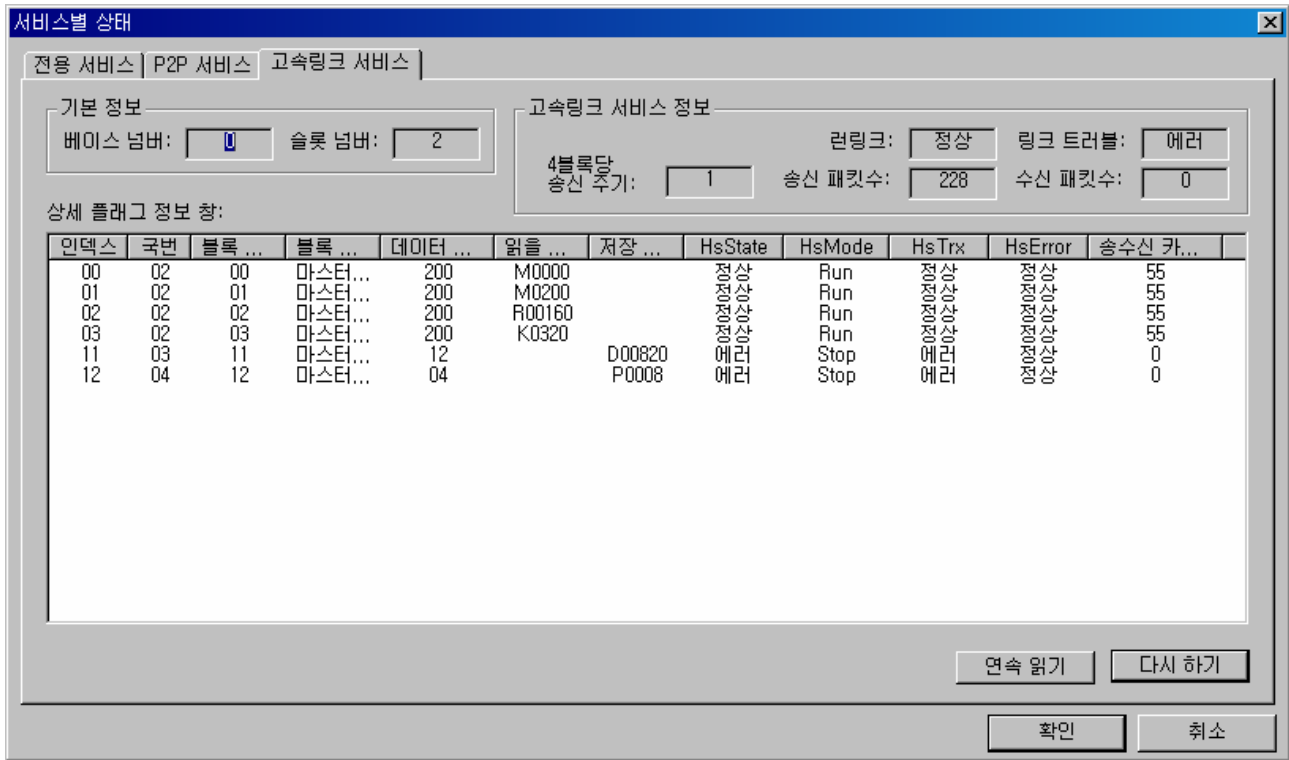 서비스별 상태
전용 서비스 P2P 서비스 고속링크 서비스
기본 정보
베이스 넘버: 0 슬롯 넘버: 2
고속링크 서비스 정보
런링크: 정상 링크 트러블: 에러
4블록당
송신 주기: 1 송신 패킷수: 228 수신 패킷수: 0
상세 플래그 정보 창:
인덱스 국번 블록 ... 블록 ... 데이터 ... 읽을 ... 저장 ... HsState HsMode HsTrx HsError 송수신 카...
00 02 00 마스터... 200 M0000 정상 Run 정상 정상 55
01 02 01 마스터... 200 M0200 정상 Run 정상 정상 55
02 02 02 마스터... 200 R00160 정상 Run 정상 정상 55
03 02 03 마스터... 200 K0320 정상 Run 정상 정상 55
11 03 11 마스터... 12 D00820 에러 Stop 에러 정상 0
12 04 12 마스터... 04 P0008 에러 Stop 에러 정상 0
연속 읽기 다시 하기
확인 취소